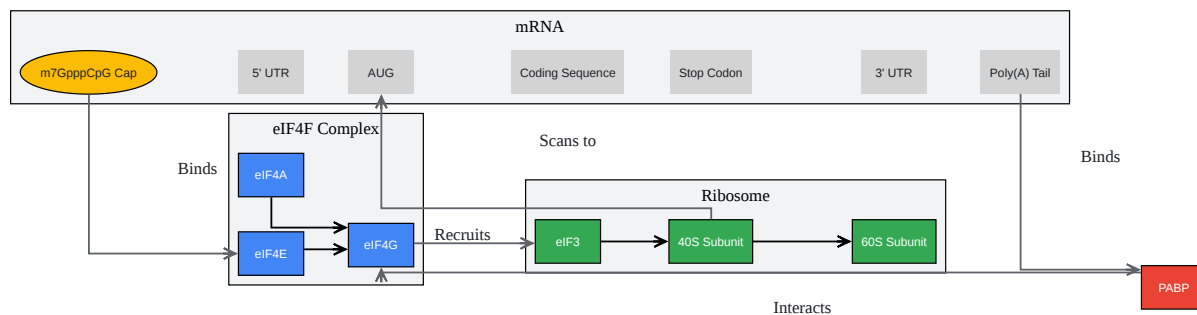 mRNA
m7GpppCpG Cap
5' UTR
AUG
Coding Sequence
Stop Codon
3' UTR
Poly(A) Tail
eIF4F Complex
Scans to
Binds
Binds
eIF4A
Ribosome
eIF4E
eIF4G
Recruits
eIF3
40S Subunit
60S Subunit
PABP
Interacts